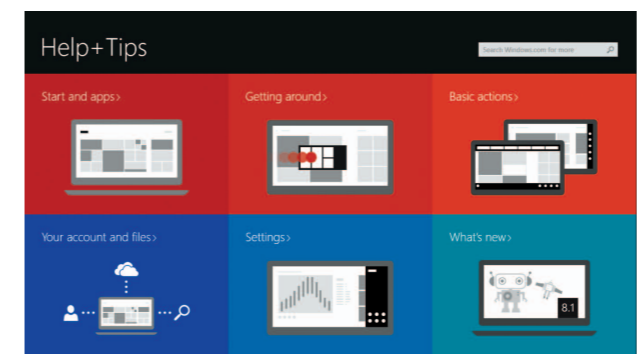 Help+Tips
Search Windows.com for more
Start and apps>
Getting around>
Basic actions>
Your account and files>
Settings>
What's new>
8.1